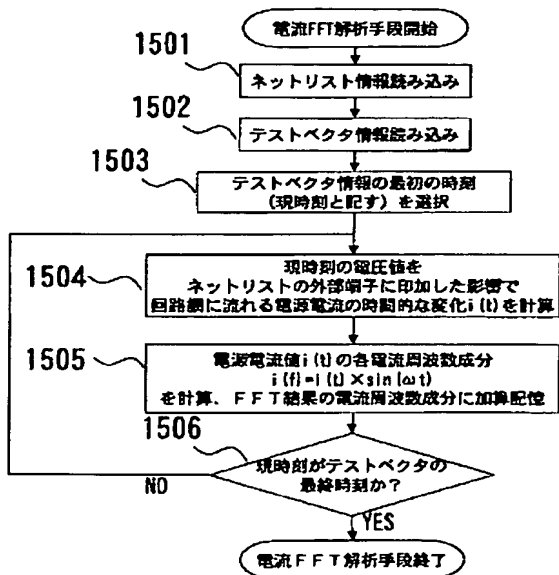 電流FFT解析手段開始
1501
ネットリスト情報読み込み
1502
テストベクタ情報読み込み
1503
テストベクタ情報の最初の時刻
(現時刻と記す)を選択
1504
現時刻の電圧値を
ネットリストの外部端子に印加した影響で
回路網に流れる電源電流の時間的な変化i(t)を計算
1505
電源電流値i(t)の各電流周波数成分
i(f)=i(t)×sin(ωt)
を計算、FFT結果の電流周波数成分に加算記憶
1506
現時刻がテストベクタの
最終時刻か?
NO
YES
電流FFT解析手段終了